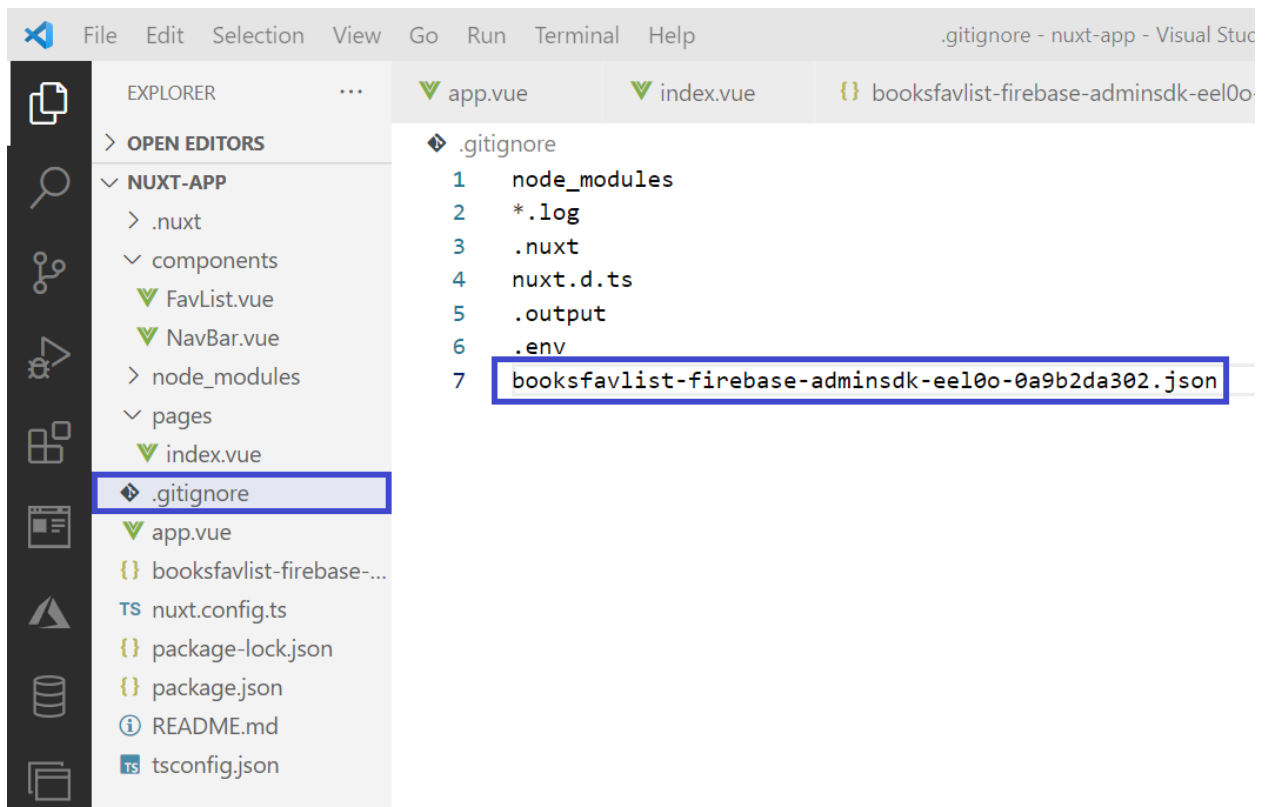 File Edit Selection View Go Run Terminal Help .gitignore - nuxt-app - Visual Stud
EXPLORER ...
OPEN EDITORS
NUXT-APP
.nuxt
components
FavList.vue
NavBar.vue
node_modules
pages
index.vue
.gitignore
app.vue
{} booksfavlist-firebase-...
TS nuxt.config.ts
{} package-lock.json
{} package.json
README.md
TS tsconfig.json
app.vue index.vue {} booksfavlist-firebase-adminsdk-eel0o-
.gitignore
1 node_modules
2 *.log
3 .nuxt
4 nuxt.d.ts
5 .output
6 .env
7 booksfavlist-firebase-adminsdk-eel0o-0a9b2da302.json